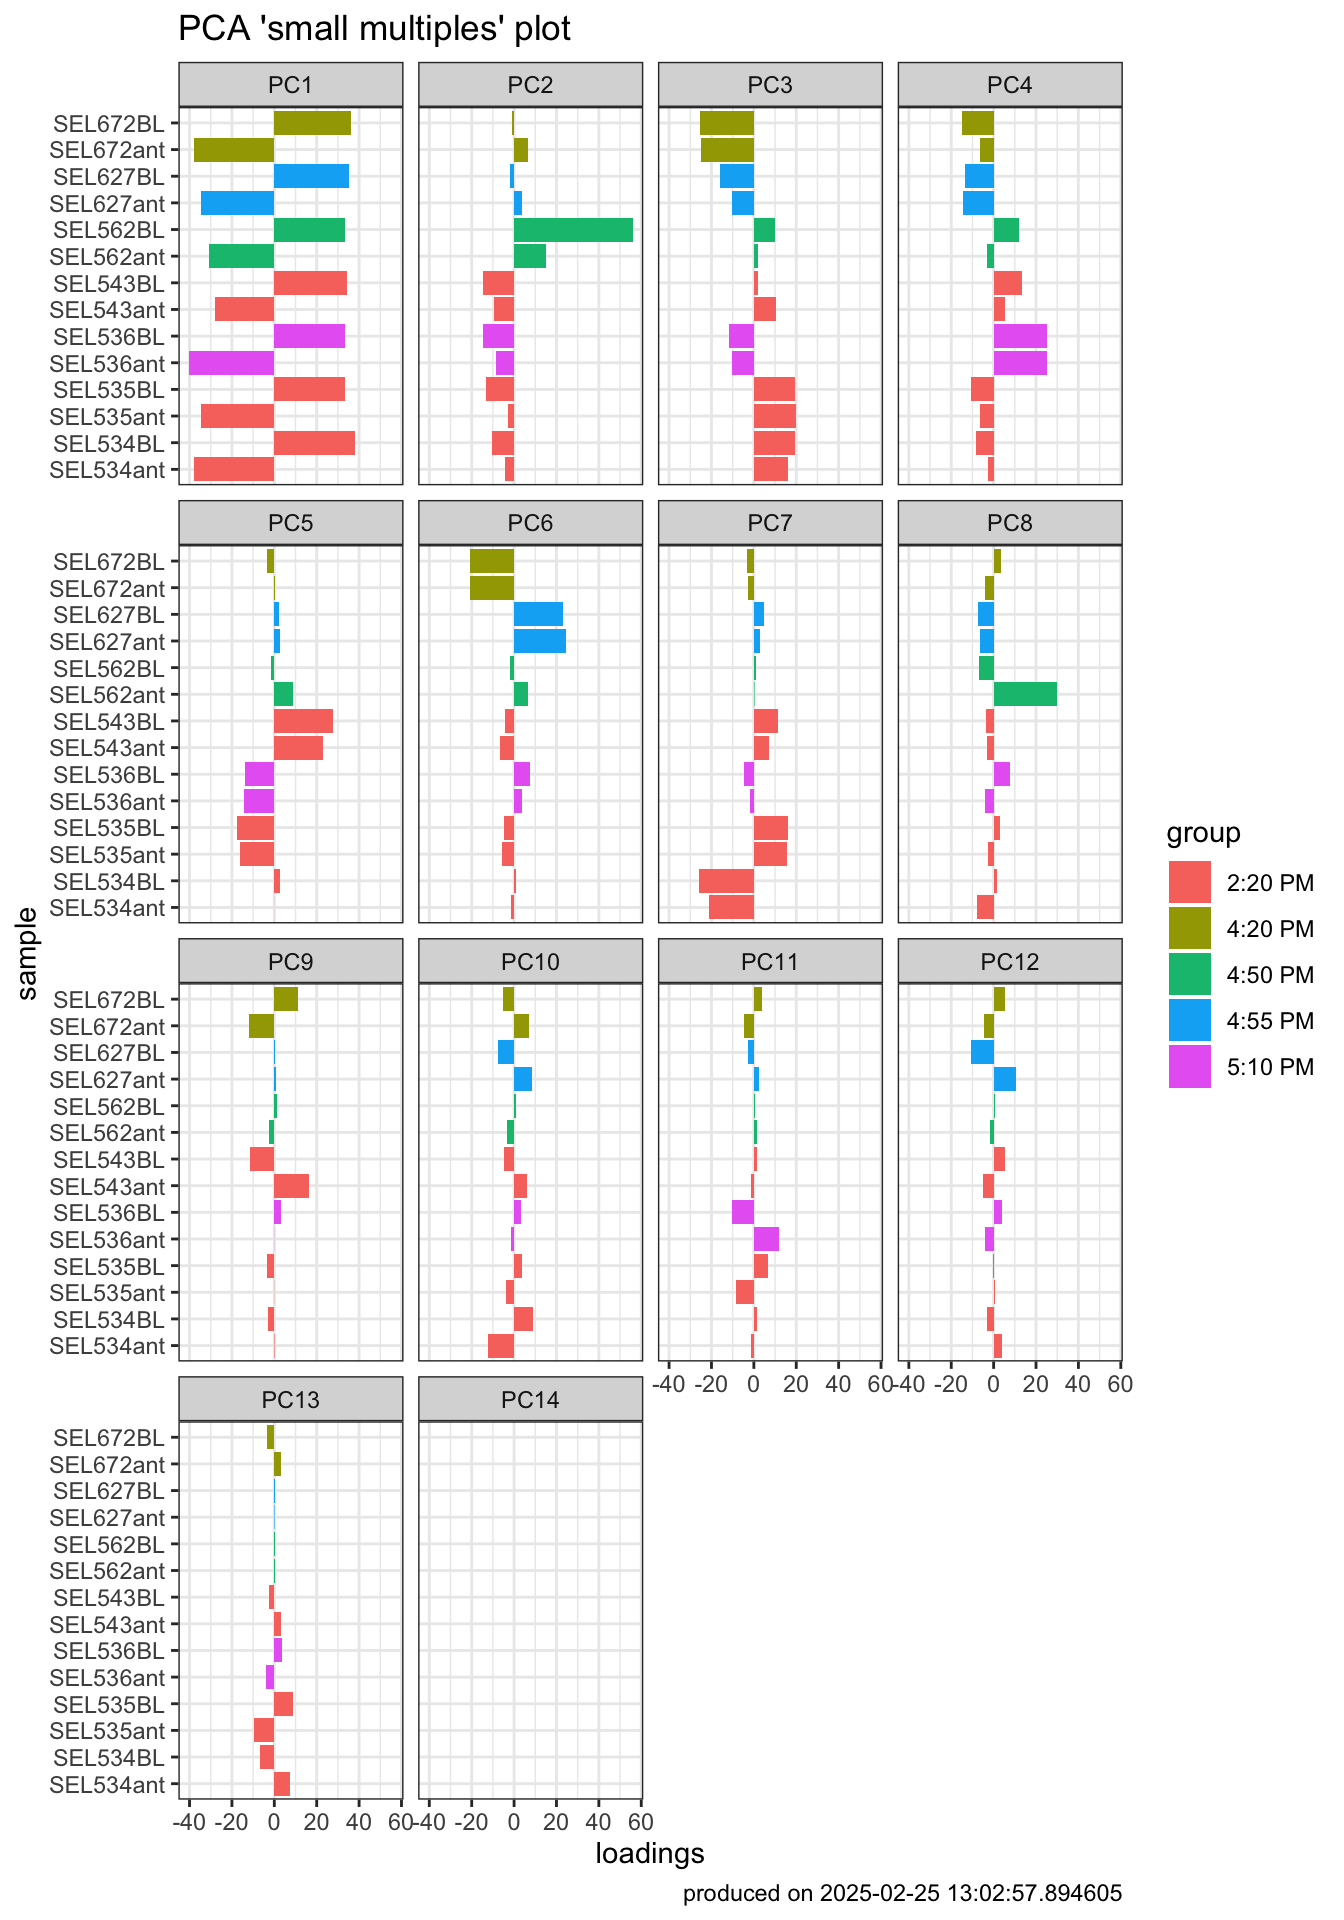 PCA 'small multiples' plot
PC1 PC2 PC3 PC4
SEL672BL
SEL672ant
SEL627BL
SEL627ant
SEL562BL
SEL562ant
SEL543BL
SEL543ant
SEL536BL
SEL536ant
SEL535BL
SEL535ant
SEL534BL
SEL534ant
PC5 PC6 PC7 PC8
SEL672BL
SEL672ant
SEL627BL
SEL627ant
SEL562BL
SEL562ant
SEL543BL
SEL543ant
SEL536BL
SEL536ant
SEL535BL
SEL535ant
SEL534BL
SEL534ant
sample
PC9 PC10 PC11 PC12
SEL672BL
SEL672ant
SEL627BL
SEL627ant
SEL562BL
SEL562ant
SEL543BL
SEL543ant
SEL536BL
SEL536ant
SEL535BL
SEL535ant
SEL534BL
SEL534ant
-40 -20 0 20 40 60 -40 -20 0 20 40 60
PC13 PC14
SEL672BL
SEL672ant
SEL627BL
SEL627ant
SEL562BL
SEL562ant
SEL543BL
SEL543ant
SEL536BL
SEL536ant
SEL535BL
SEL535ant
SEL534BL
SEL534ant
-40 -20 0 20 40 60 -40 -20 0 20 40 60
loadings
group
2:20 PM
4:20 PM
4:50 PM
4:55 PM
5:10 PM
produced on 2025-02-25 13:02:57.894605